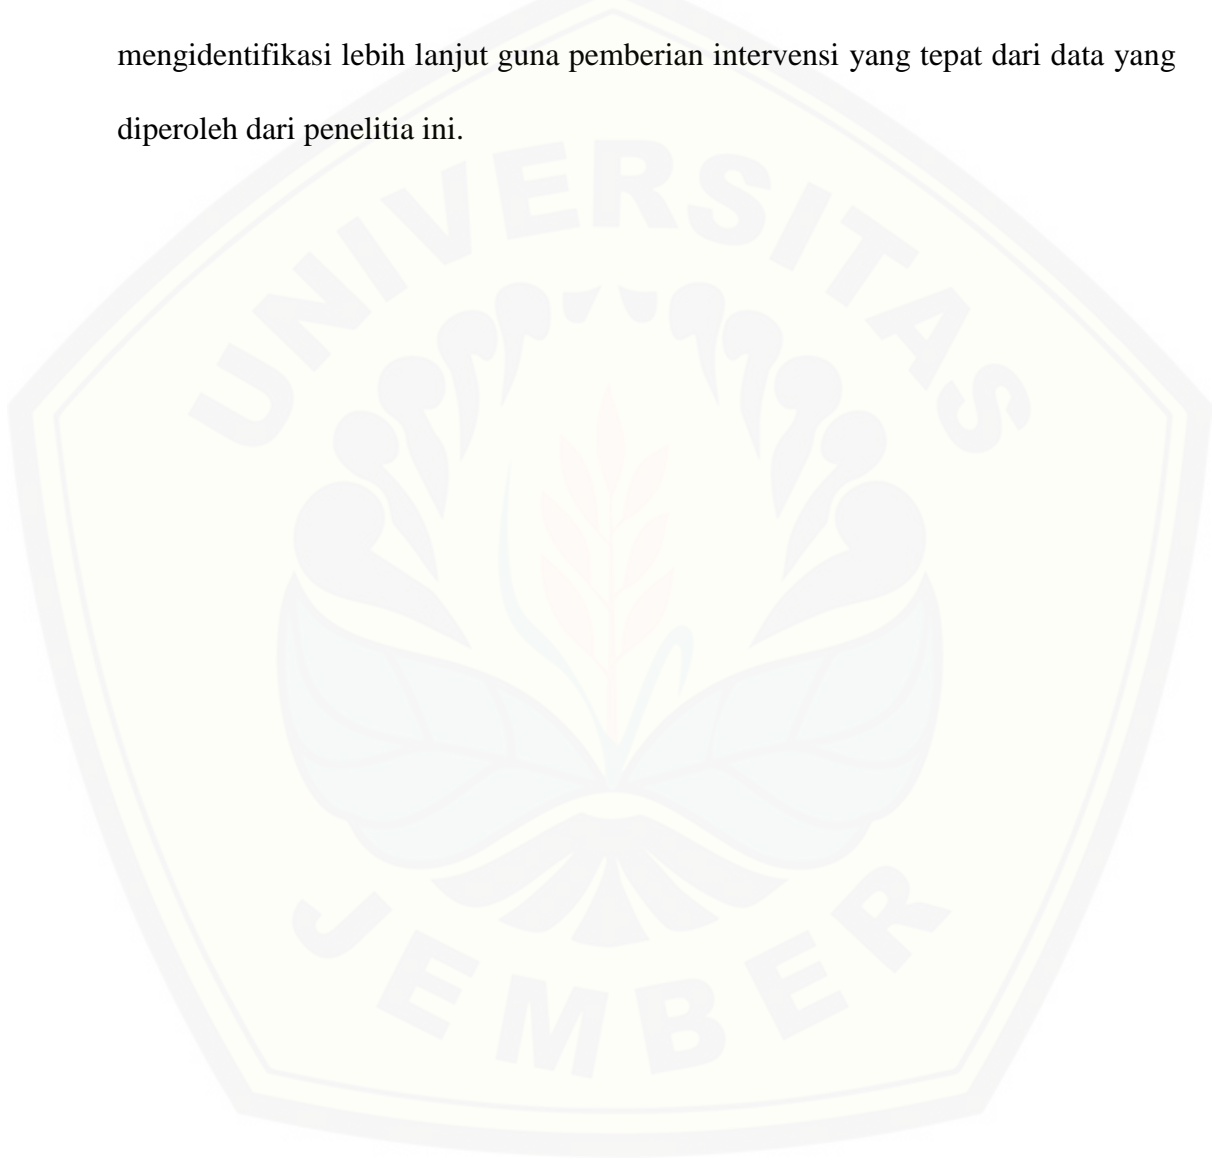 mengidentifikasi lebih lanjut guna pemberian intervensi yang tepat dari data yang
diperoleh dari penelitia ini.
UNIVERSITAS
JEMBER